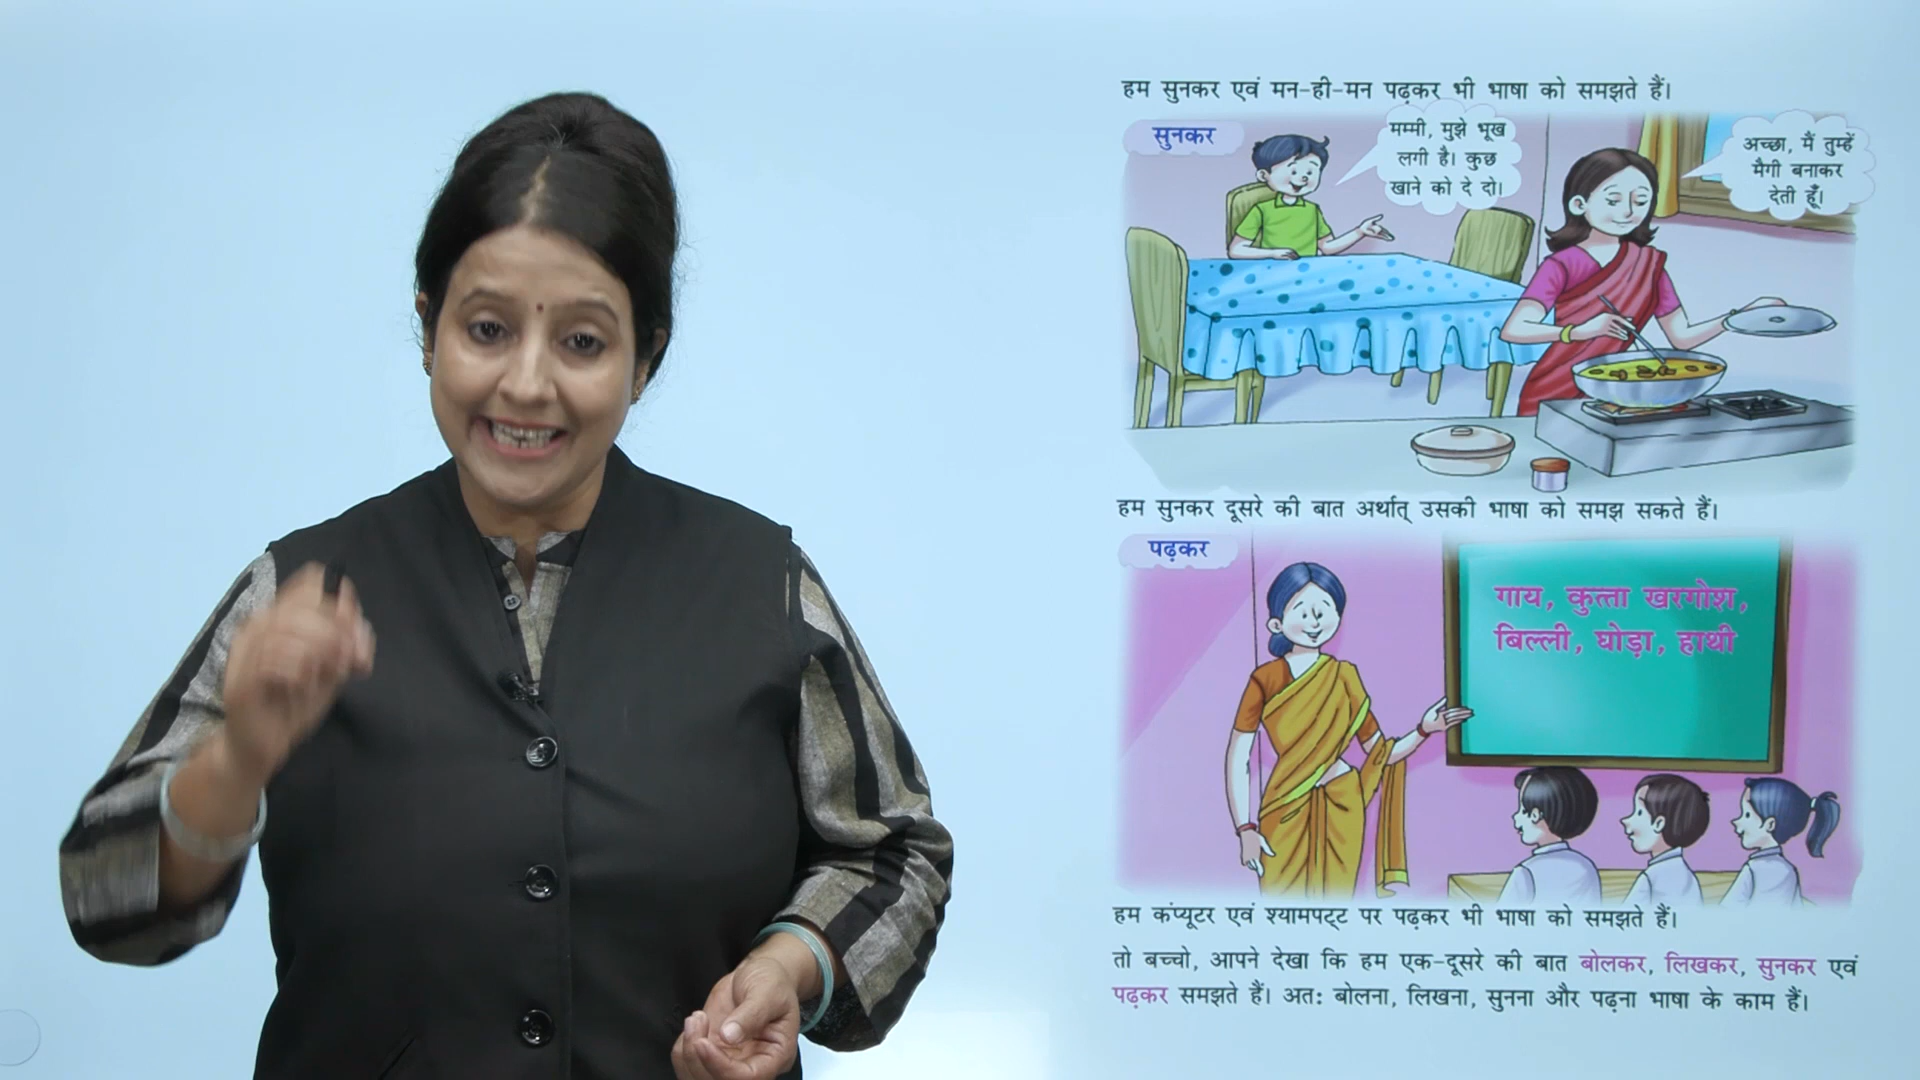 हम सुनकर एवं मन-ही-मन पढ़कर भी भाषा को समझते हैं।
सुनकर
मम्मी, मुझे भूख
लगी है। कुछ
खाने को दे दो।
अच्छा, मैं तुम्हें
मैगी बनाकर
देती हूँ।
हम सुनकर दूसरे की बात अर्थात् उसकी भाषा को समझ सकते हैं।
पढ़कर
गाय, कुत्ता खरगोश,
बिल्ली, घोड़ा, हाथी
हम कंप्यूटर एवं श्यामपट्ट पर पढ़कर भी भाषा को समझते हैं।
तो बच्चो, आपने देखा कि हम एक-दूसरे की बात बोलकर, लिखकर, सुनकर एवं
पढ़कर समझते हैं। अतः बोलना, लिखना, सुनना और पढ़ना भाषा के काम हैं।